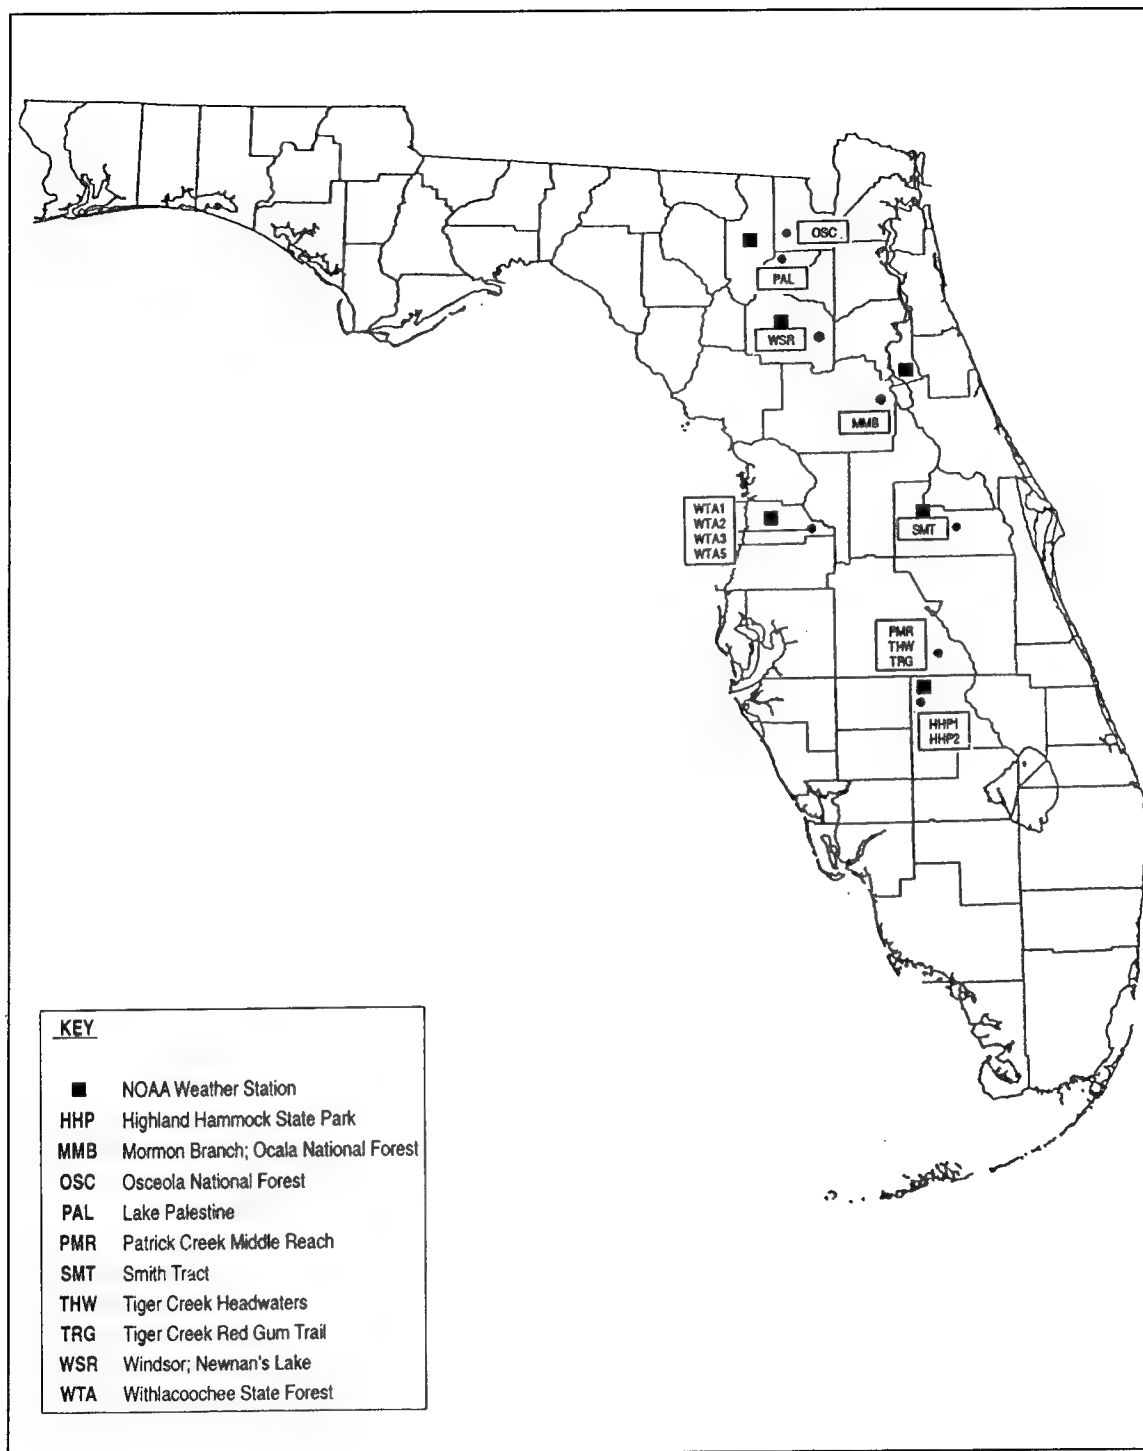 OSC
PAL
WSR
MMB
WTA1
WTA2
WTA3
WTA5
SMT
PMR
THW
TRG
HHP1
HHP2
KEY
NOAA Weather Station
HHP Highland Hammock State Park
MMB Mormon Branch; Ocala National Forest
OSC Osceola National Forest
PAL Lake Palestine
PMR Patrick Creek Middle Reach
SMT Smith Tract
THW Tiger Creek Headwaters
TRG Tiger Creek Red Gum Trail
WSR Windsor; Newnan's Lake
WTA Withlacoochee State Forest